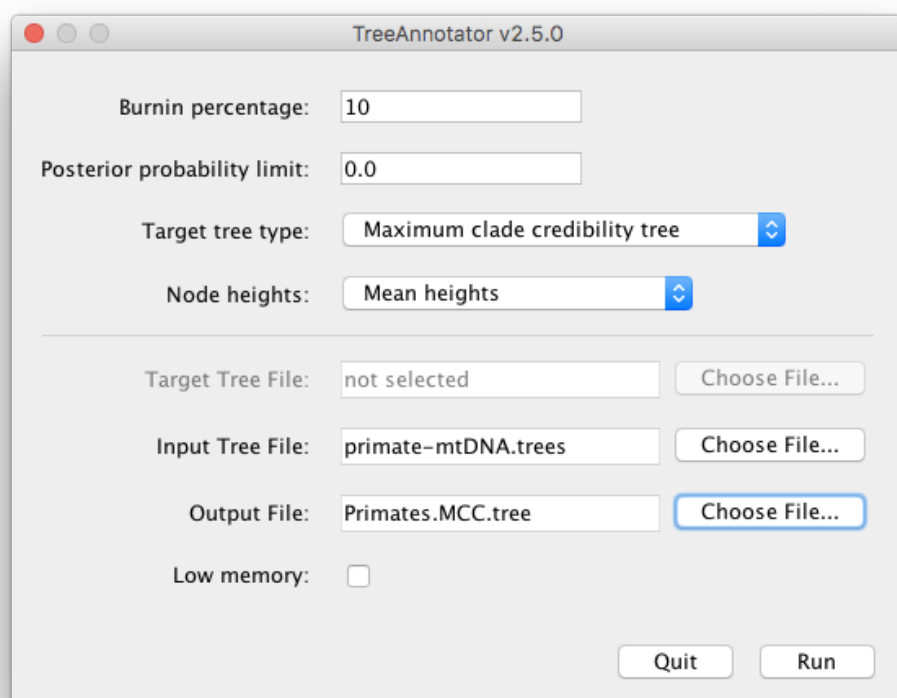 TreeAnnotator v2.5.0
Burnin percentage: 10
Posterior probability limit: 0.0
Target tree type: Maximum clade credibility tree
Node heights: Mean heights
Target Tree File: not selected Choose File...
Input Tree File: primate-mtDNA.trees Choose File...
Output File: Primates.MCC.tree Choose File...
Low memory:
Quit Run